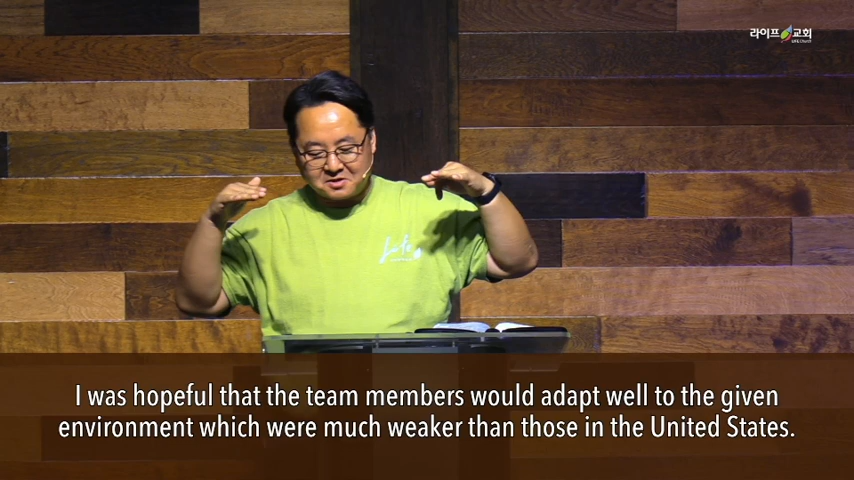 라이프교회
Life
I was hopeful that the team members would adapt well to the given
environment which were much weaker than those in the United States.